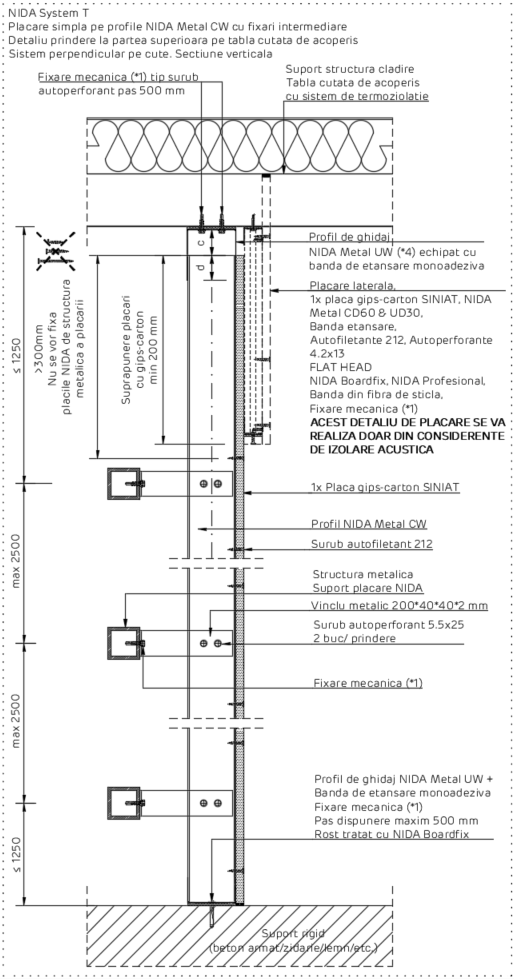 NIDA System T
Placare simpla pe profile NIDA Metal CW cu fixari intermediare
Detaliu prindere la partea superioara pe tabla cutata de acoperis
Sistem perpendicular pe cute. Sectiune verticala
Fixare mecanica (*1) tip surub
autoperforant pas 500 mm
Suport structura cladire
Tabla cutata de acoperis
cu sistem de termoziolatie
c
d
≤ 1250
>300mm
Nu se vor fixa
placile NIDA de structura
metalica a placarii
Suprapunere placari
cu gips-carton
min 200 mm
Profil de ghidaj
NIDA Metal UW (*4) echipat cu
banda de etansare monoadeziva
Placare laterala,
1x placa gips-carton SINIAT, NIDA
Metal CD60 & UD30,
Banda etansare,
Autofiletante 212, Autoperforante
4.2x13
FLAT HEAD
NIDA Boardfix, NIDA Profesional,
Banda din fibra de sticla,
Fixare mecanica (*1)
ACEST DETALIU DE PLACARE SE VA
REALIZA DOAR DIN CONSIDERENTE
DE IZOLARE ACUSTICA
1x Placa gips-carton SINIAT
Profil NIDA Metal CW
max 2500
Surub autofiletant 212
Structura metalica
Suport placare NIDA
Vinclu metalic 200*40*40*2 mm
Surub autoperforant 5.5x25
2 buc/ prindere
Fixare mecanica (*1)
max 2500
Profil de ghidaj NIDA Metal UW +
Banda de etansare monoadeziva
Fixare mecanica (*1)
Pas dispunere maxim 500 mm
Rost tratat cu NIDA Boardfix
≤ 1250
Suport rigid
(beton armat/zidarie/lemn/etc.)